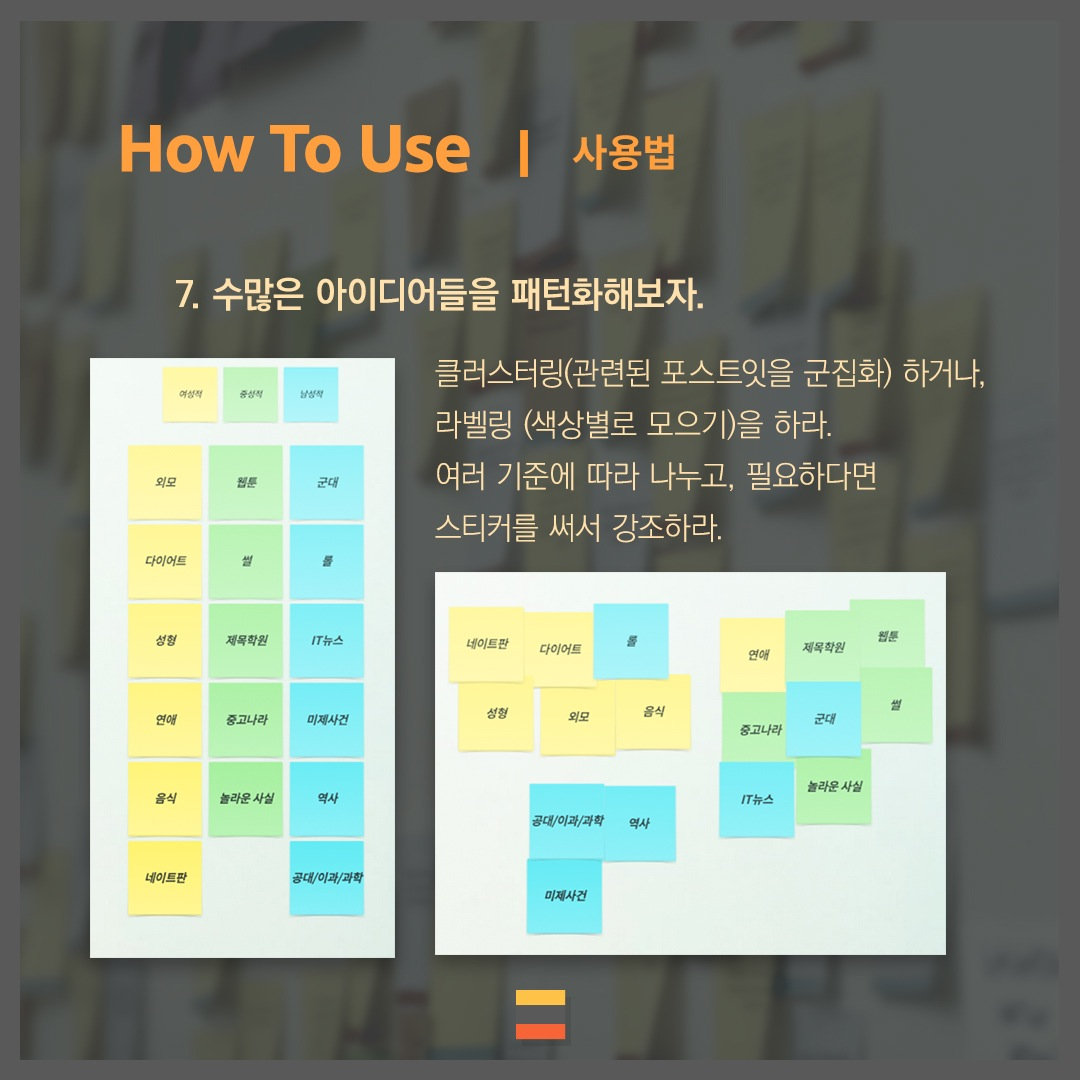 How To Use | 사용법
7. 수많은 아이디어들을 패턴화해보자.
클러스터링(관련된 포스트잇을 군집화) 하거나,
라벨링 (색상별로 모으기)을 하라.
여러 기준에 따라 나누고, 필요하다면
스티커를 써서 강조하라.
여성적 중성적 남성적
외모 웹툰 군대
다이어트 썰 롤
성형 제목학원 IT뉴스
연애 중고나라 미제사건
음식 놀라운 사실 역사
네이트판 공대/이과/과학
네이트판 다이어트 롤
성형 외모 음식
공대/이과/과학 역사
미제사건
연애 제목학원 웹툰
중고나라 군대 썰
IT뉴스 놀라운 사실